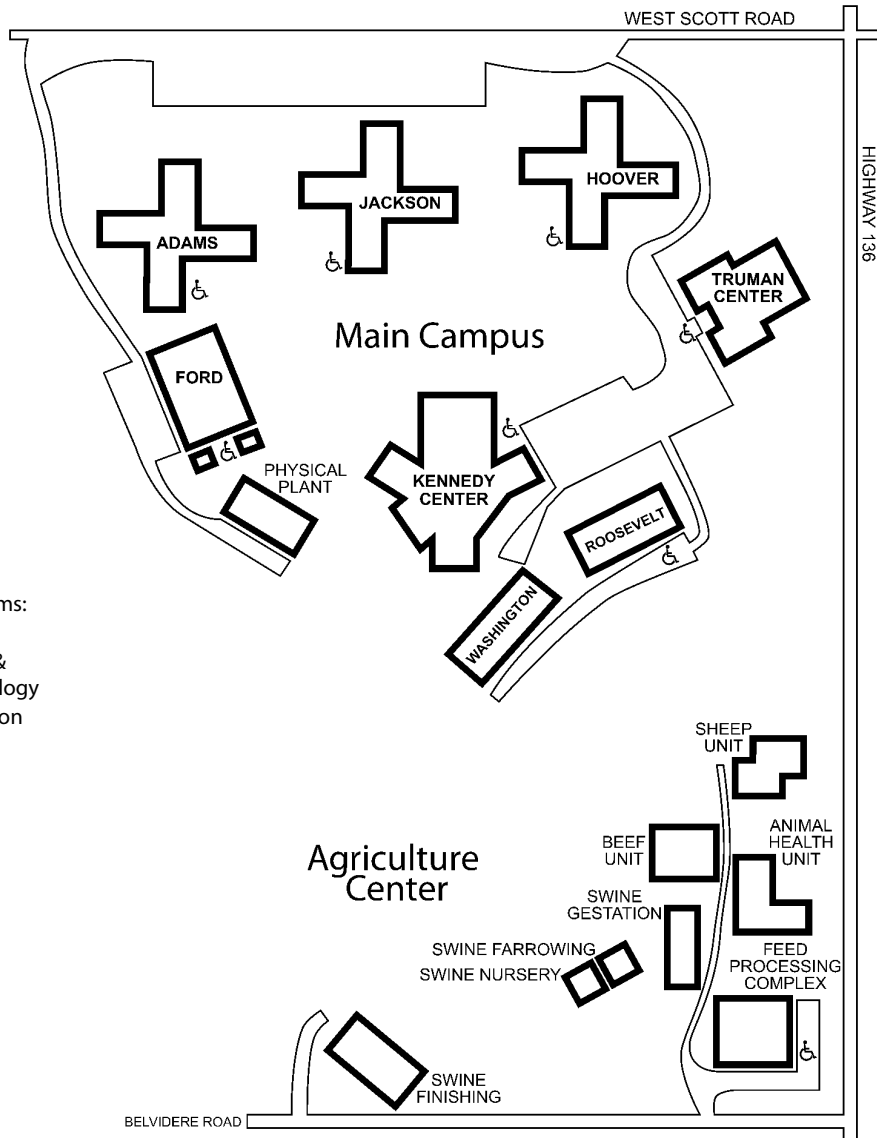 WEST SCOTT ROAD
HIGHWAY 136
HOOVER
JACKSON
ADAMS
TRUMAN
CENTER
Main Campus
FORD
PHYSICAL
PLANT
KENNEDY
CENTER
ROOSEVELT
WASHINGTON
ms:
&
logy
on
SHEEP
UNIT
BEEF
UNIT
ANIMAL
HEALTH
UNIT
Agriculture
Center
SWINE
GESTATION
SWINE FARROWING
SWINE NURSERY
FEED
PROCESSING
COMPLEX
SWINE
FINISHING
BELVIDERE ROAD